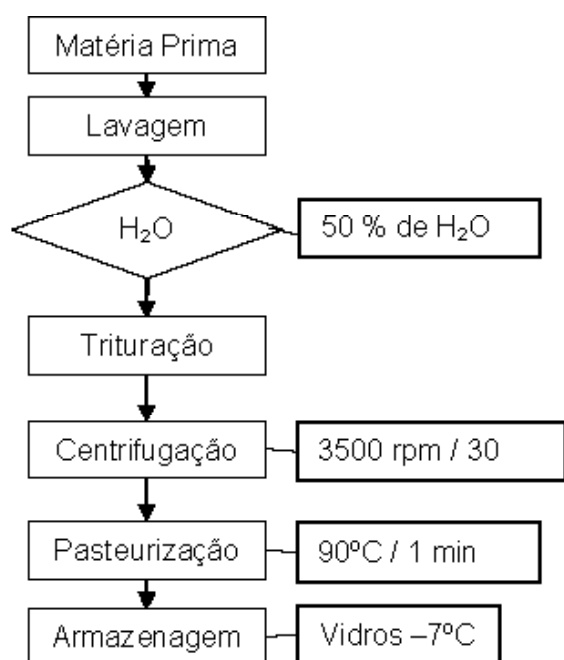 Matéria Prima
Lavagem
H₂O
50 % de H₂O
Trituração
Centrifugação
3500 rpm / 30
Pasteurização
90ºC / 1 min
Armazenagem
Vidros –7ºC